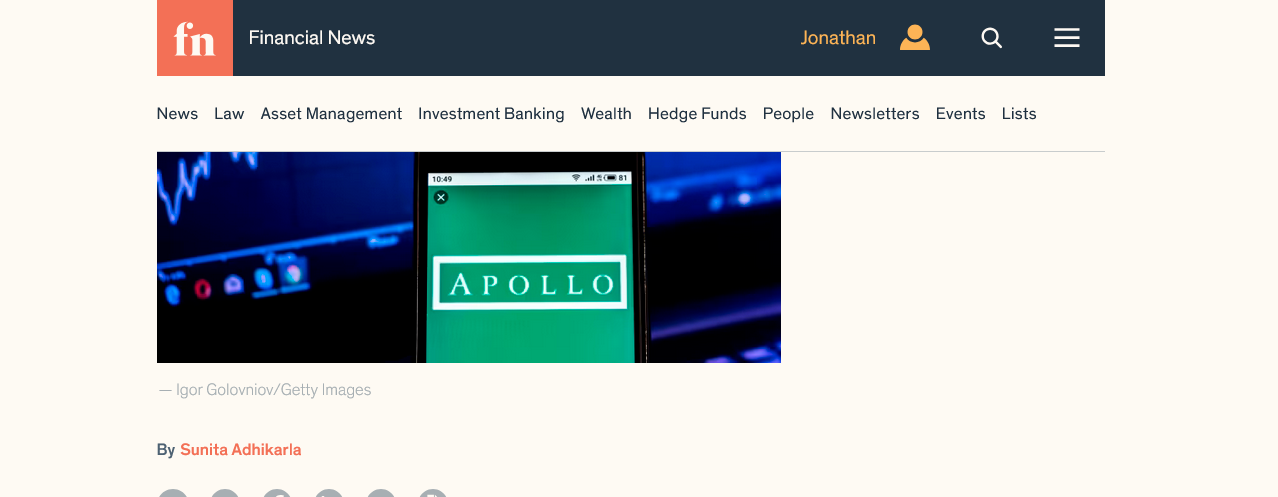 fn Financial News Jonathan
News Law Asset Management Investment Banking Wealth Hedge Funds People Newsletters Events Lists
10:49 81
APOLLO
— Igor Golovniov/Getty Images
By Sunita Adhikarla